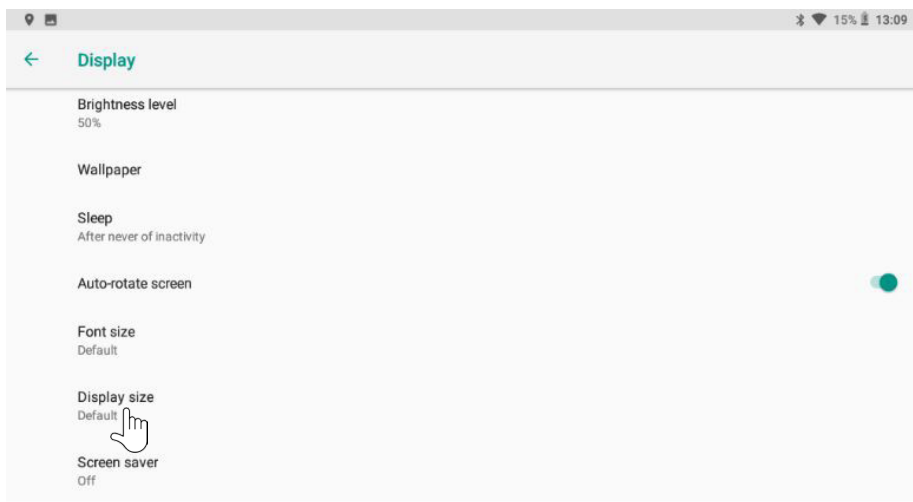 15% 13:09
Display
Brightness level
50%
Wallpaper
Sleep
After never of inactivity
Auto-rotate screen
Font size
Default
Display size
Default
Screen saver
Off